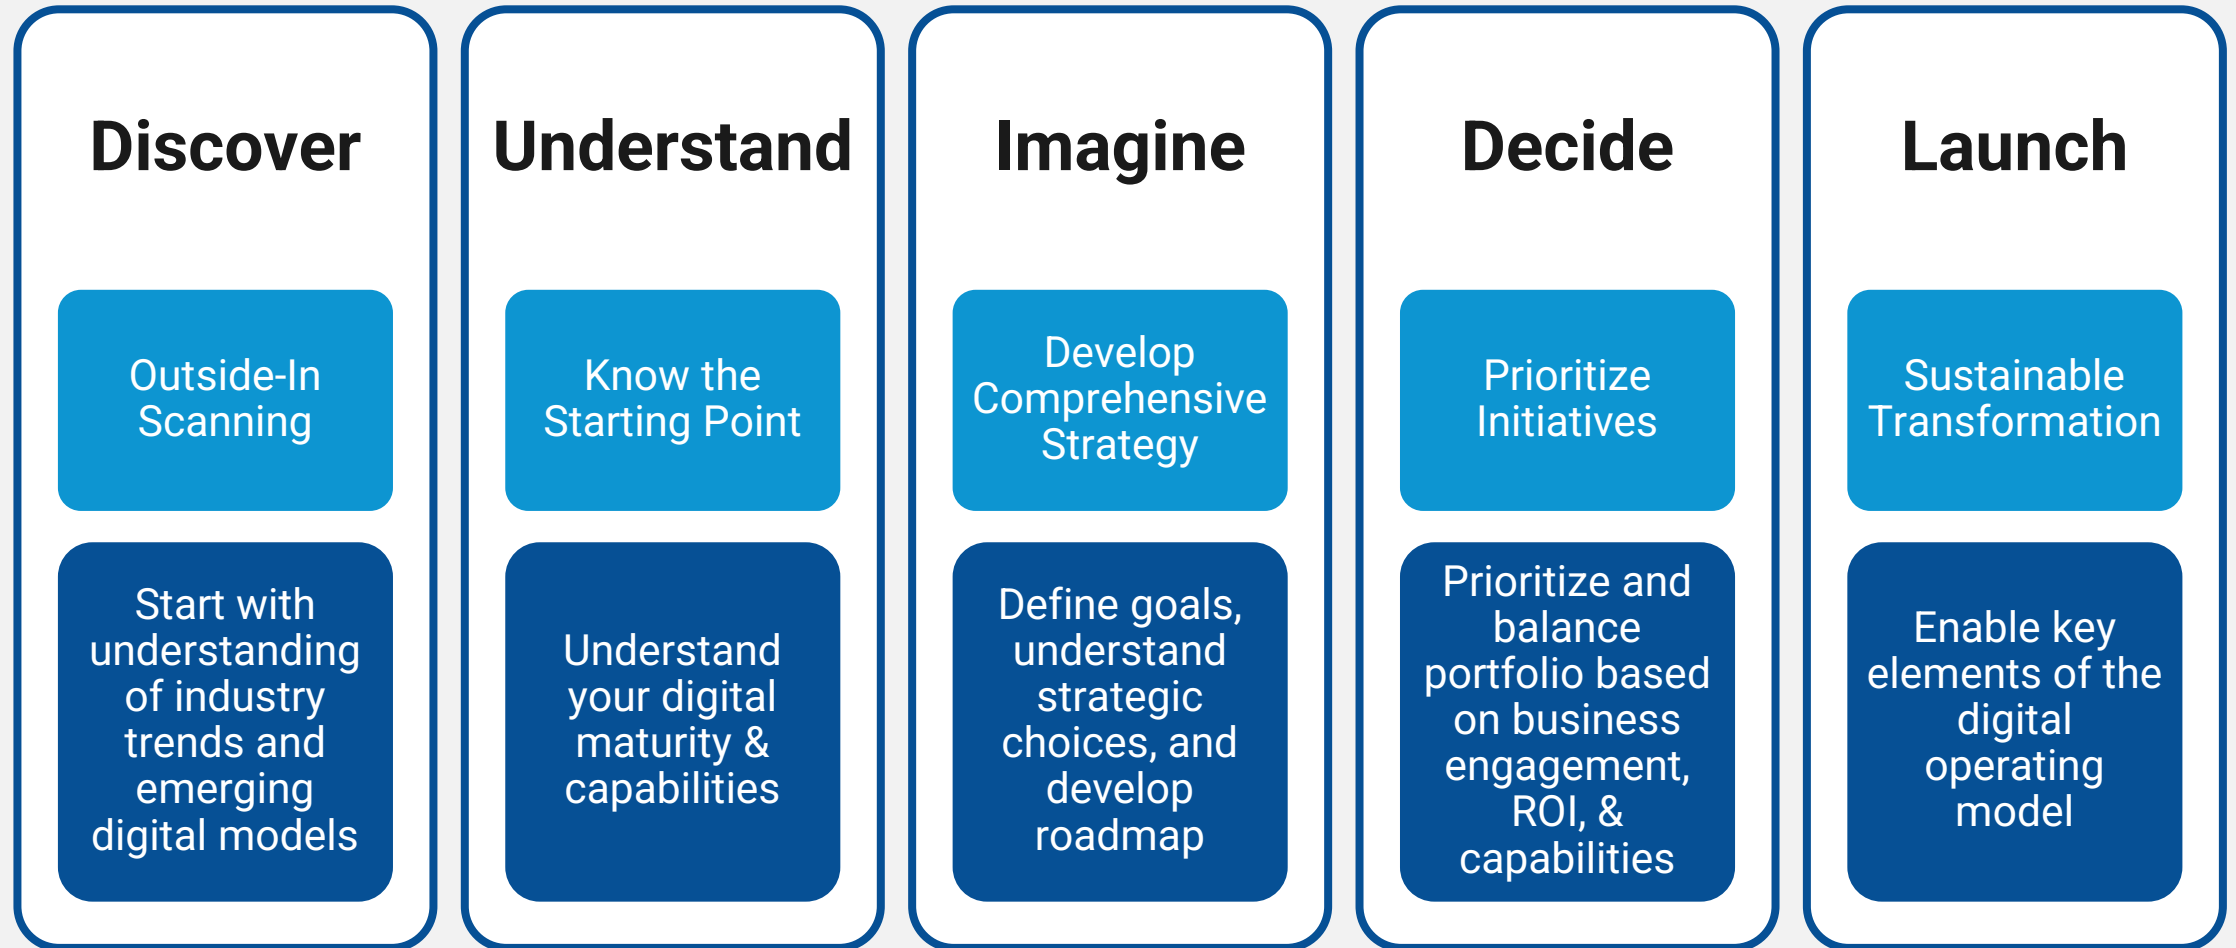 Discover
Outside-In
Scanning
Start with
understanding
of industry
trends and
emerging
digital models
Understand
Know the
Starting Point
Understand
your digital
maturity &
capabilities
Imagine
Develop
Comprehensive
Strategy
Define goals,
understand
strategic
choices, and
develop
roadmap
Decide
Prioritize
Initiatives
Prioritize and
balance
portfolio based
on business
engagement,
ROI, &
capabilities
Launch
Sustainable
Transformation
Enable key
elements of the
digital
operating
model